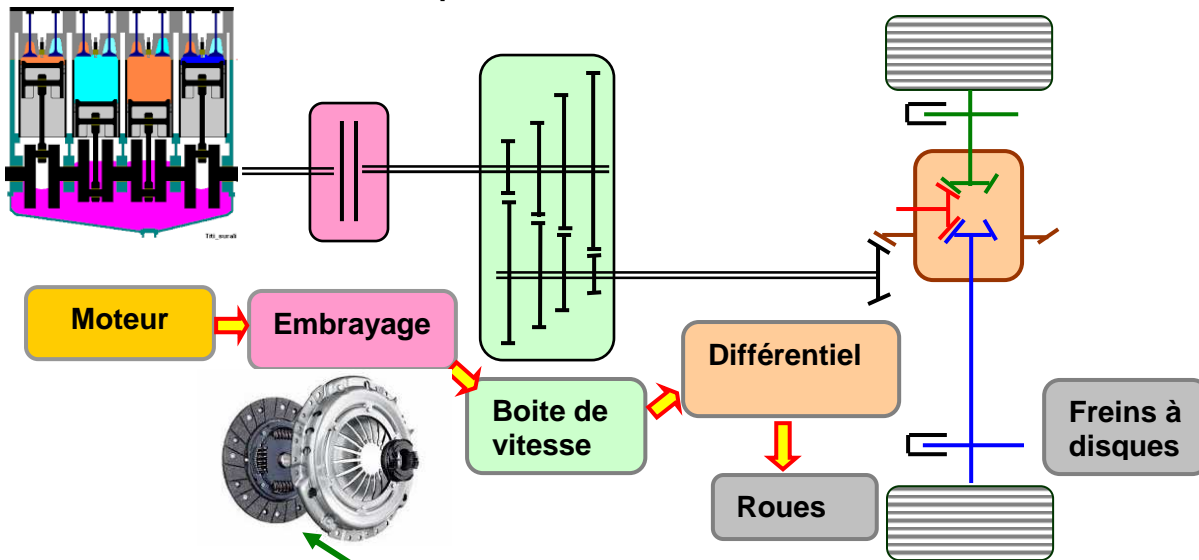 Moteur
Embrayage
Boite de
vitesse
Différentiel
Roues
Freins à
disques